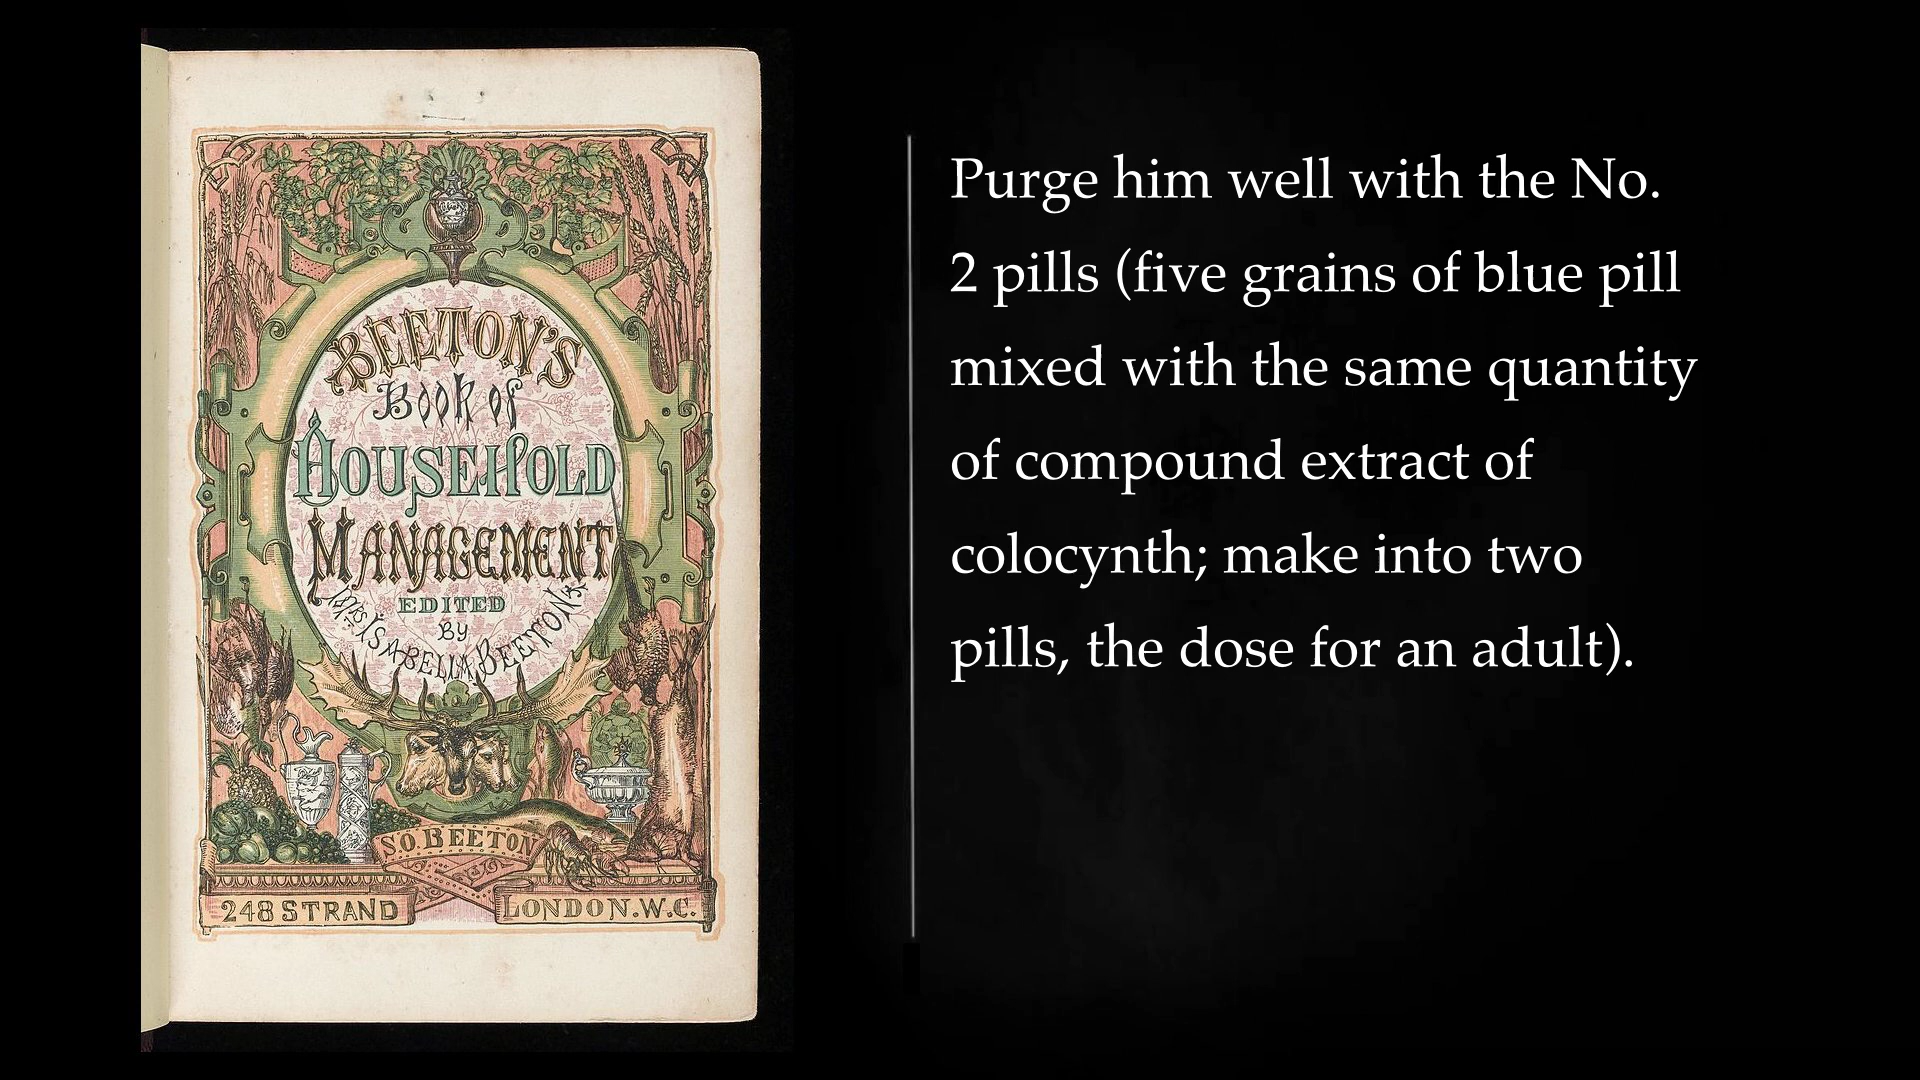 BEETON'S
Book of
HOUSEHOLD
MANAGEMENT
EDITED
BY
MRS ISABELLA BEETON
S.O. BEETON
248 STRAND
LONDON. W.C.
Purge him well with the No.
2 pills (five grains of blue pill
mixed with the same quantity
of compound extract of
colocynth; make into two
pills, the dose for an adult).